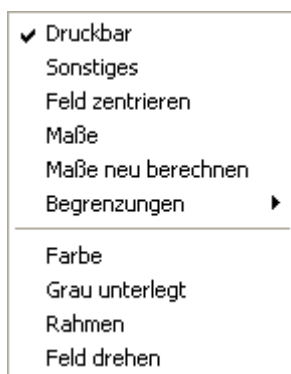 Druckbar
Sonstiges
Feld zentrieren
Maße
Maße neu berechnen
Begrenzungen
Farbe
Grau unterlegt
Rahmen
Feld drehen